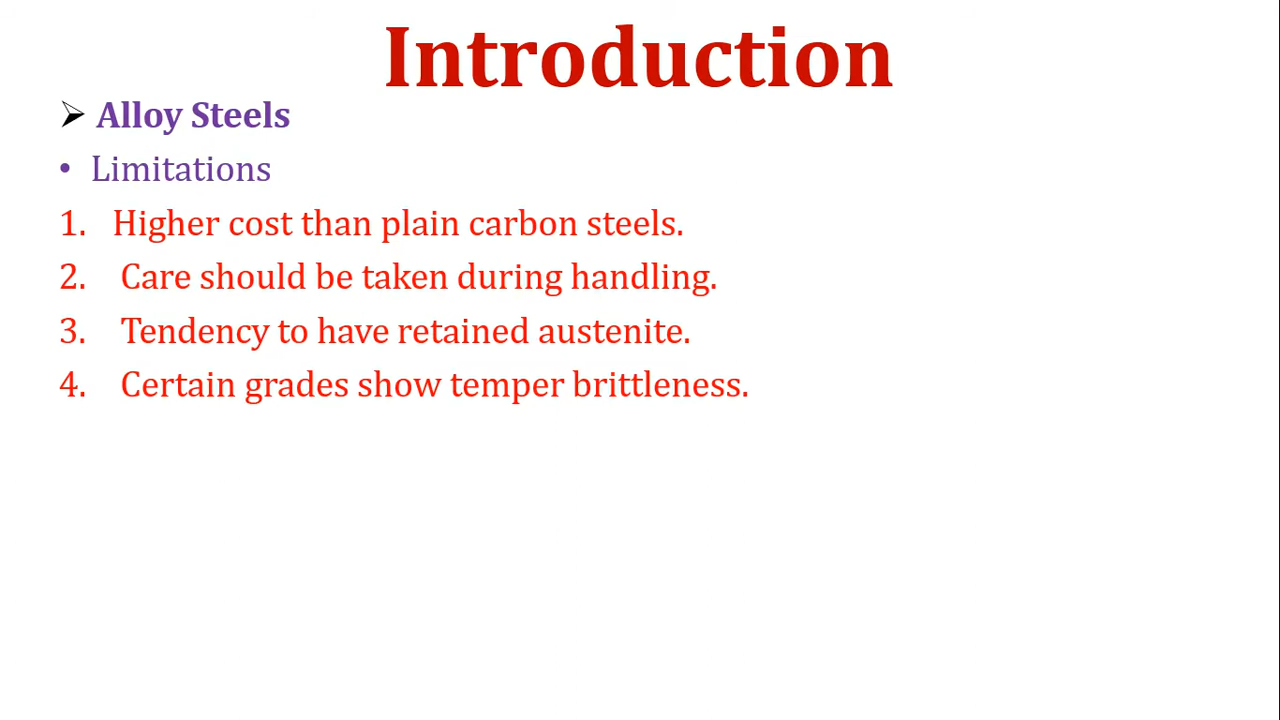 Introduction
➢ Alloy Steels
• Limitations
1. Higher cost than plain carbon steels.
2. Care should be taken during handling.
3. Tendency to have retained austenite.
4. Certain grades show temper brittleness.